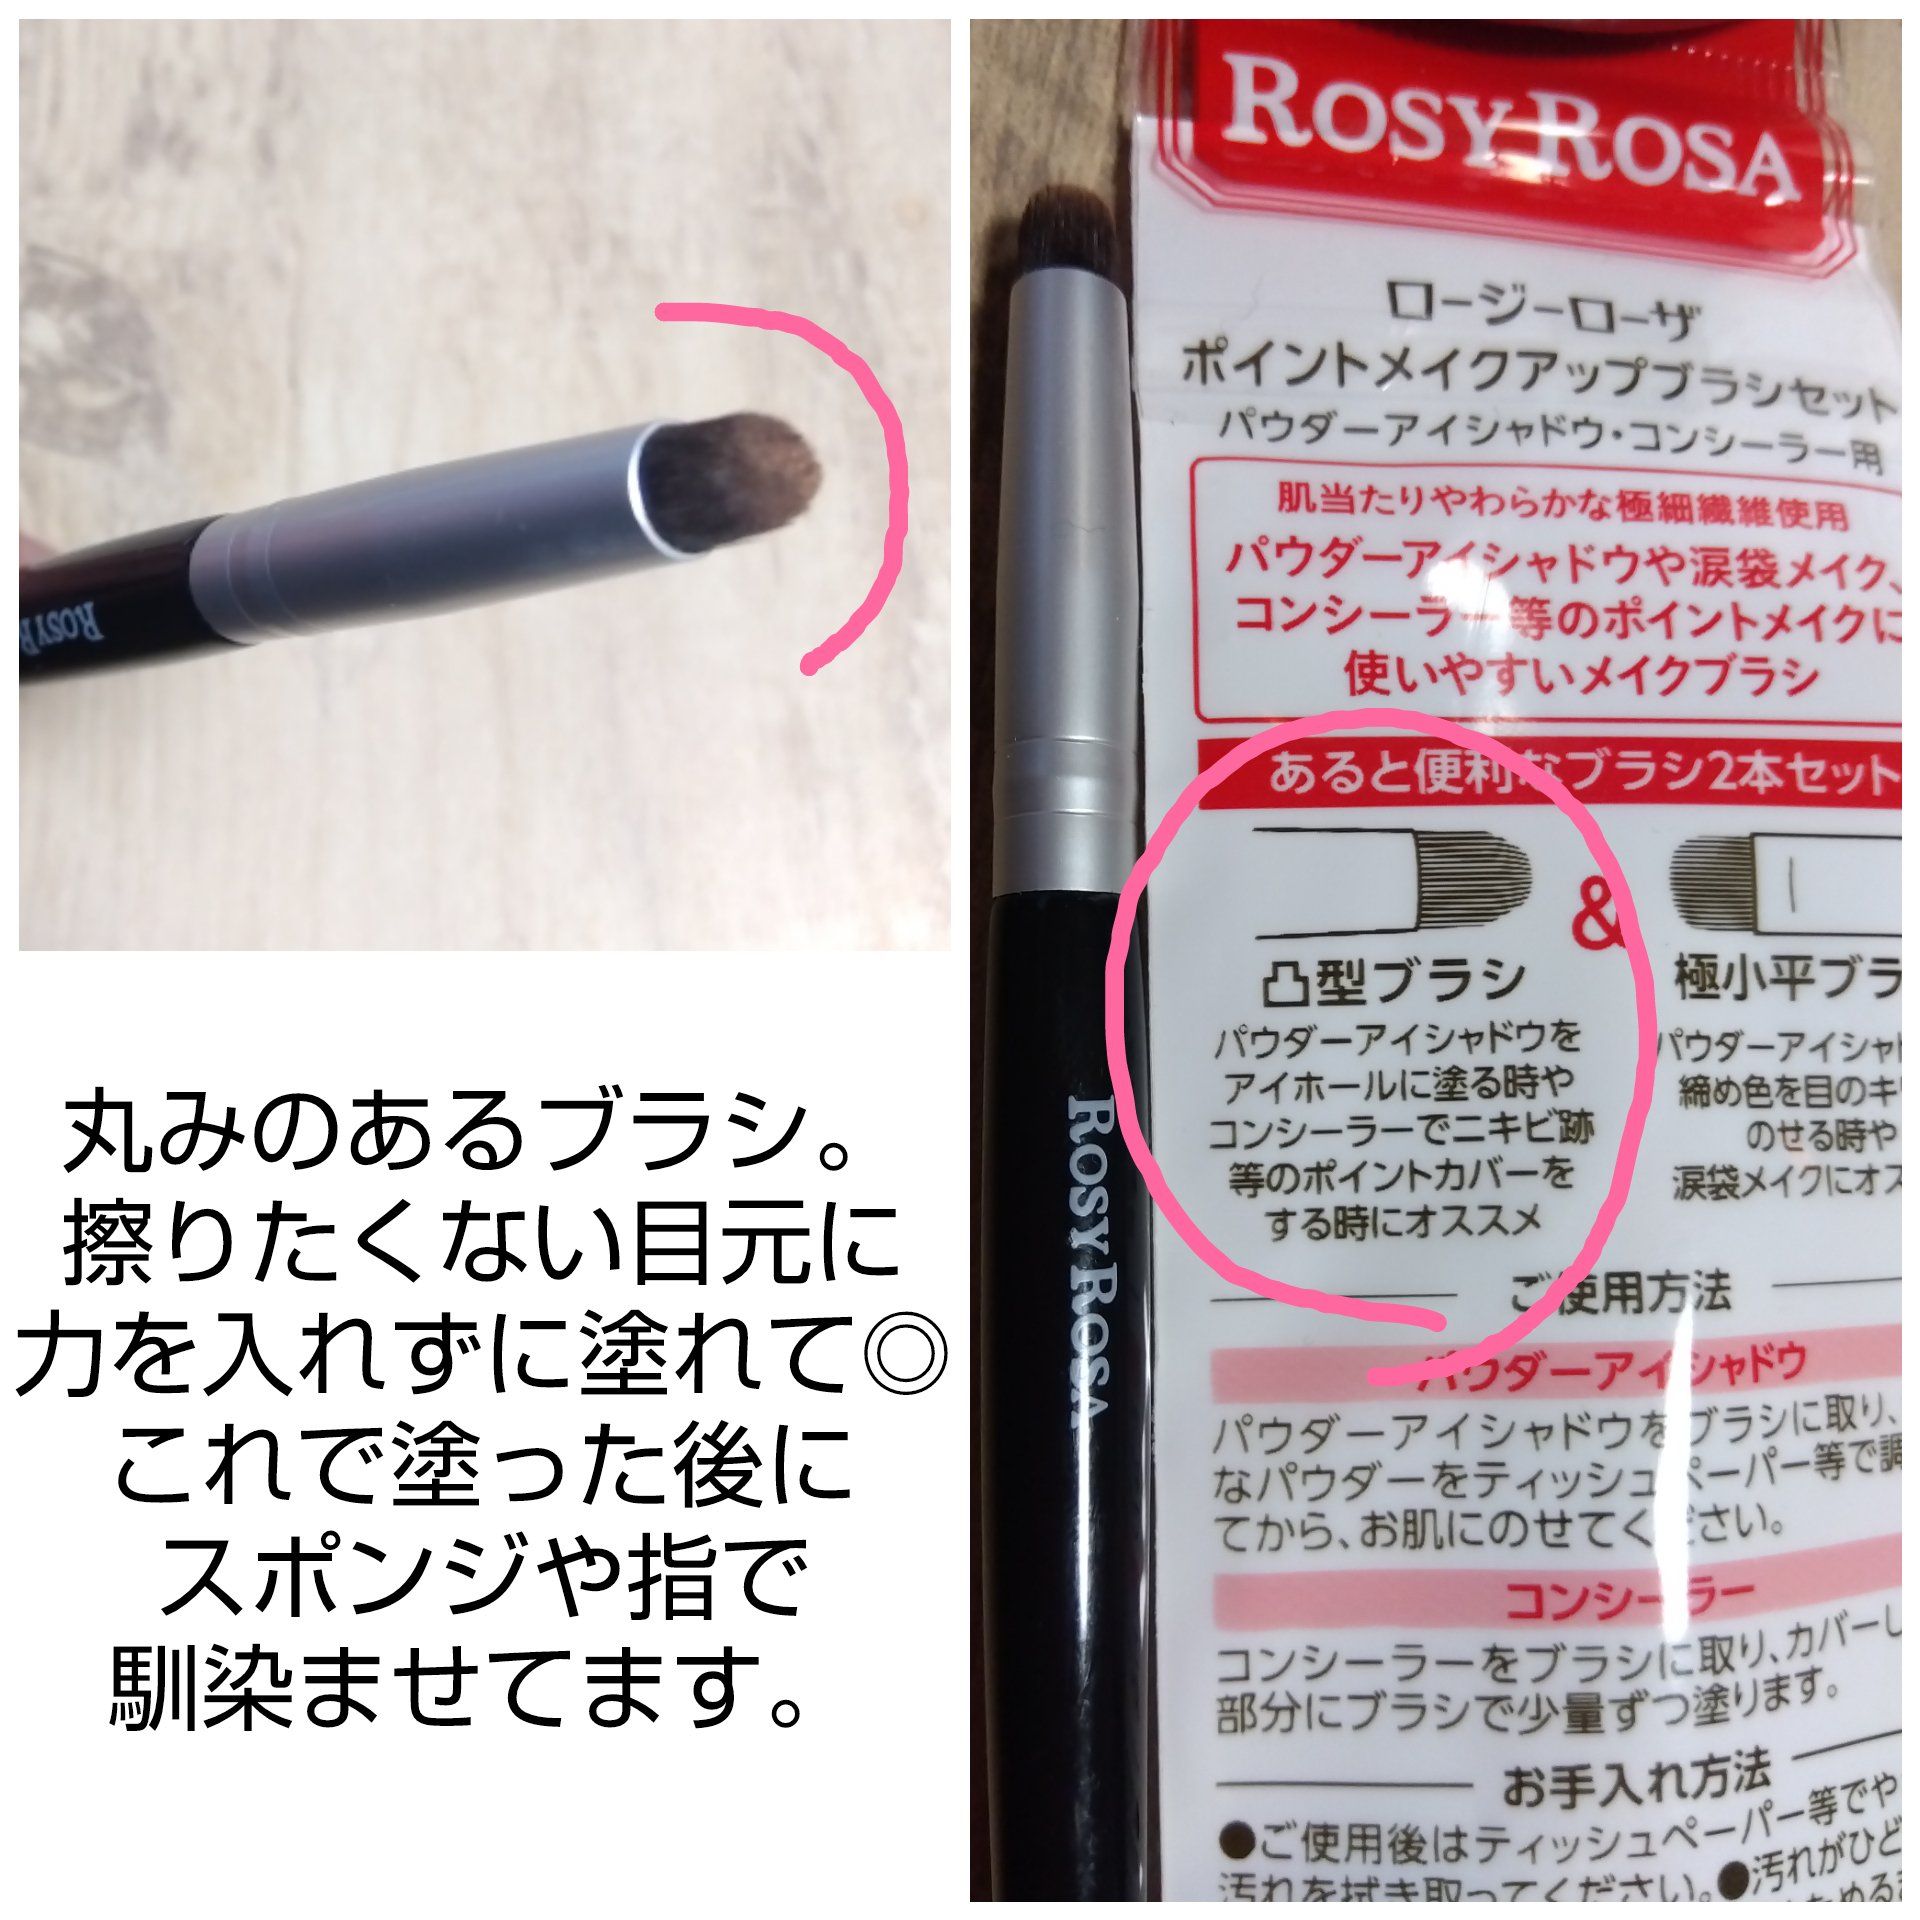 ROSY R
丸みのあるブラシ。
擦りたくない目元に
力を入れずに塗れて◎
これで塗った後に
スポンジや指で
馴染ませてます。
ROSY ROSA
ROSY ROSA
ロージーローザ
ポイントメイクアップブラシセット
パウダーアイシャドウ・コンシーラー用
肌当たりやわらかな極細繊維使用
パウダーアイシャドウや涙袋メイク、
コンシーラー等のポイントメイクに
使いやすいメイクブラシ
あると便利なブラシ2本セット
&
凸型ブラシ
パウダーアイシャドウを
アイホールに塗る時や
コンシーラーでニキビ跡
等のポイントカバーを
する時にオススメ
極小平ブラ
パウダーアイシャ
締め色を目のキ
のせる時や
涙袋メイクにオス
ご使用方法
パウダーアイシャドウ
パウダーアイシャドウをブラシに取り、
なパウダーをティッシュペーパー等で調
てから、お肌にのせてください。
コンシーラー
コンシーラーをブラシに取り、カバーし
部分にブラシで少量ずつ塗ります。
お手入れ方法
●ご使用後はティッシュペーパー等でや
汚れを拭き取ってください。●汚れがひど